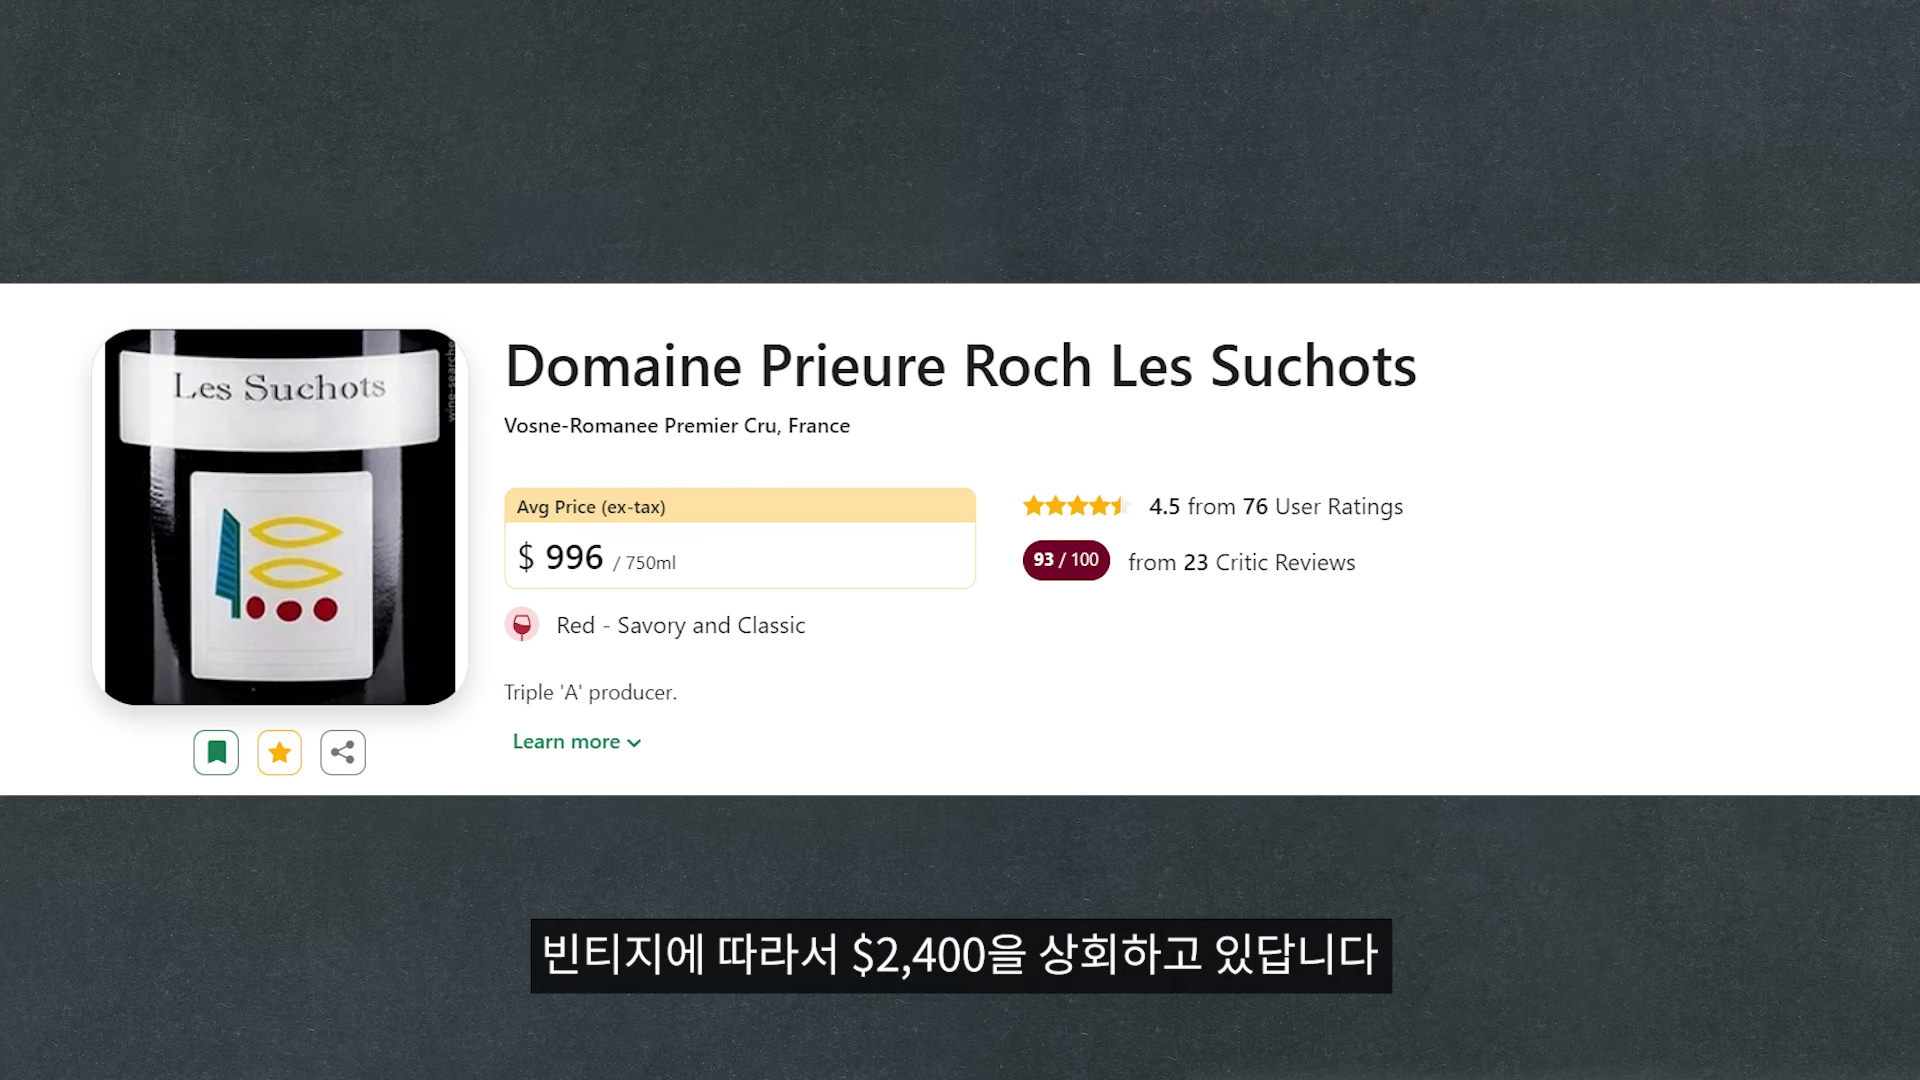 Les Suchots
Domaine Prieure Roch Les Suchots
Vosne-Romanee Premier Cru, France
Avg Price (ex-tax)
$ 996 / 750ml
4.5 from 76 User Ratings
93 / 100 from 23 Critic Reviews
Red - Savory and Classic
Triple 'A' producer.
Learn more
빈티지에 따라서 $2,400을 상회하고 있답니다